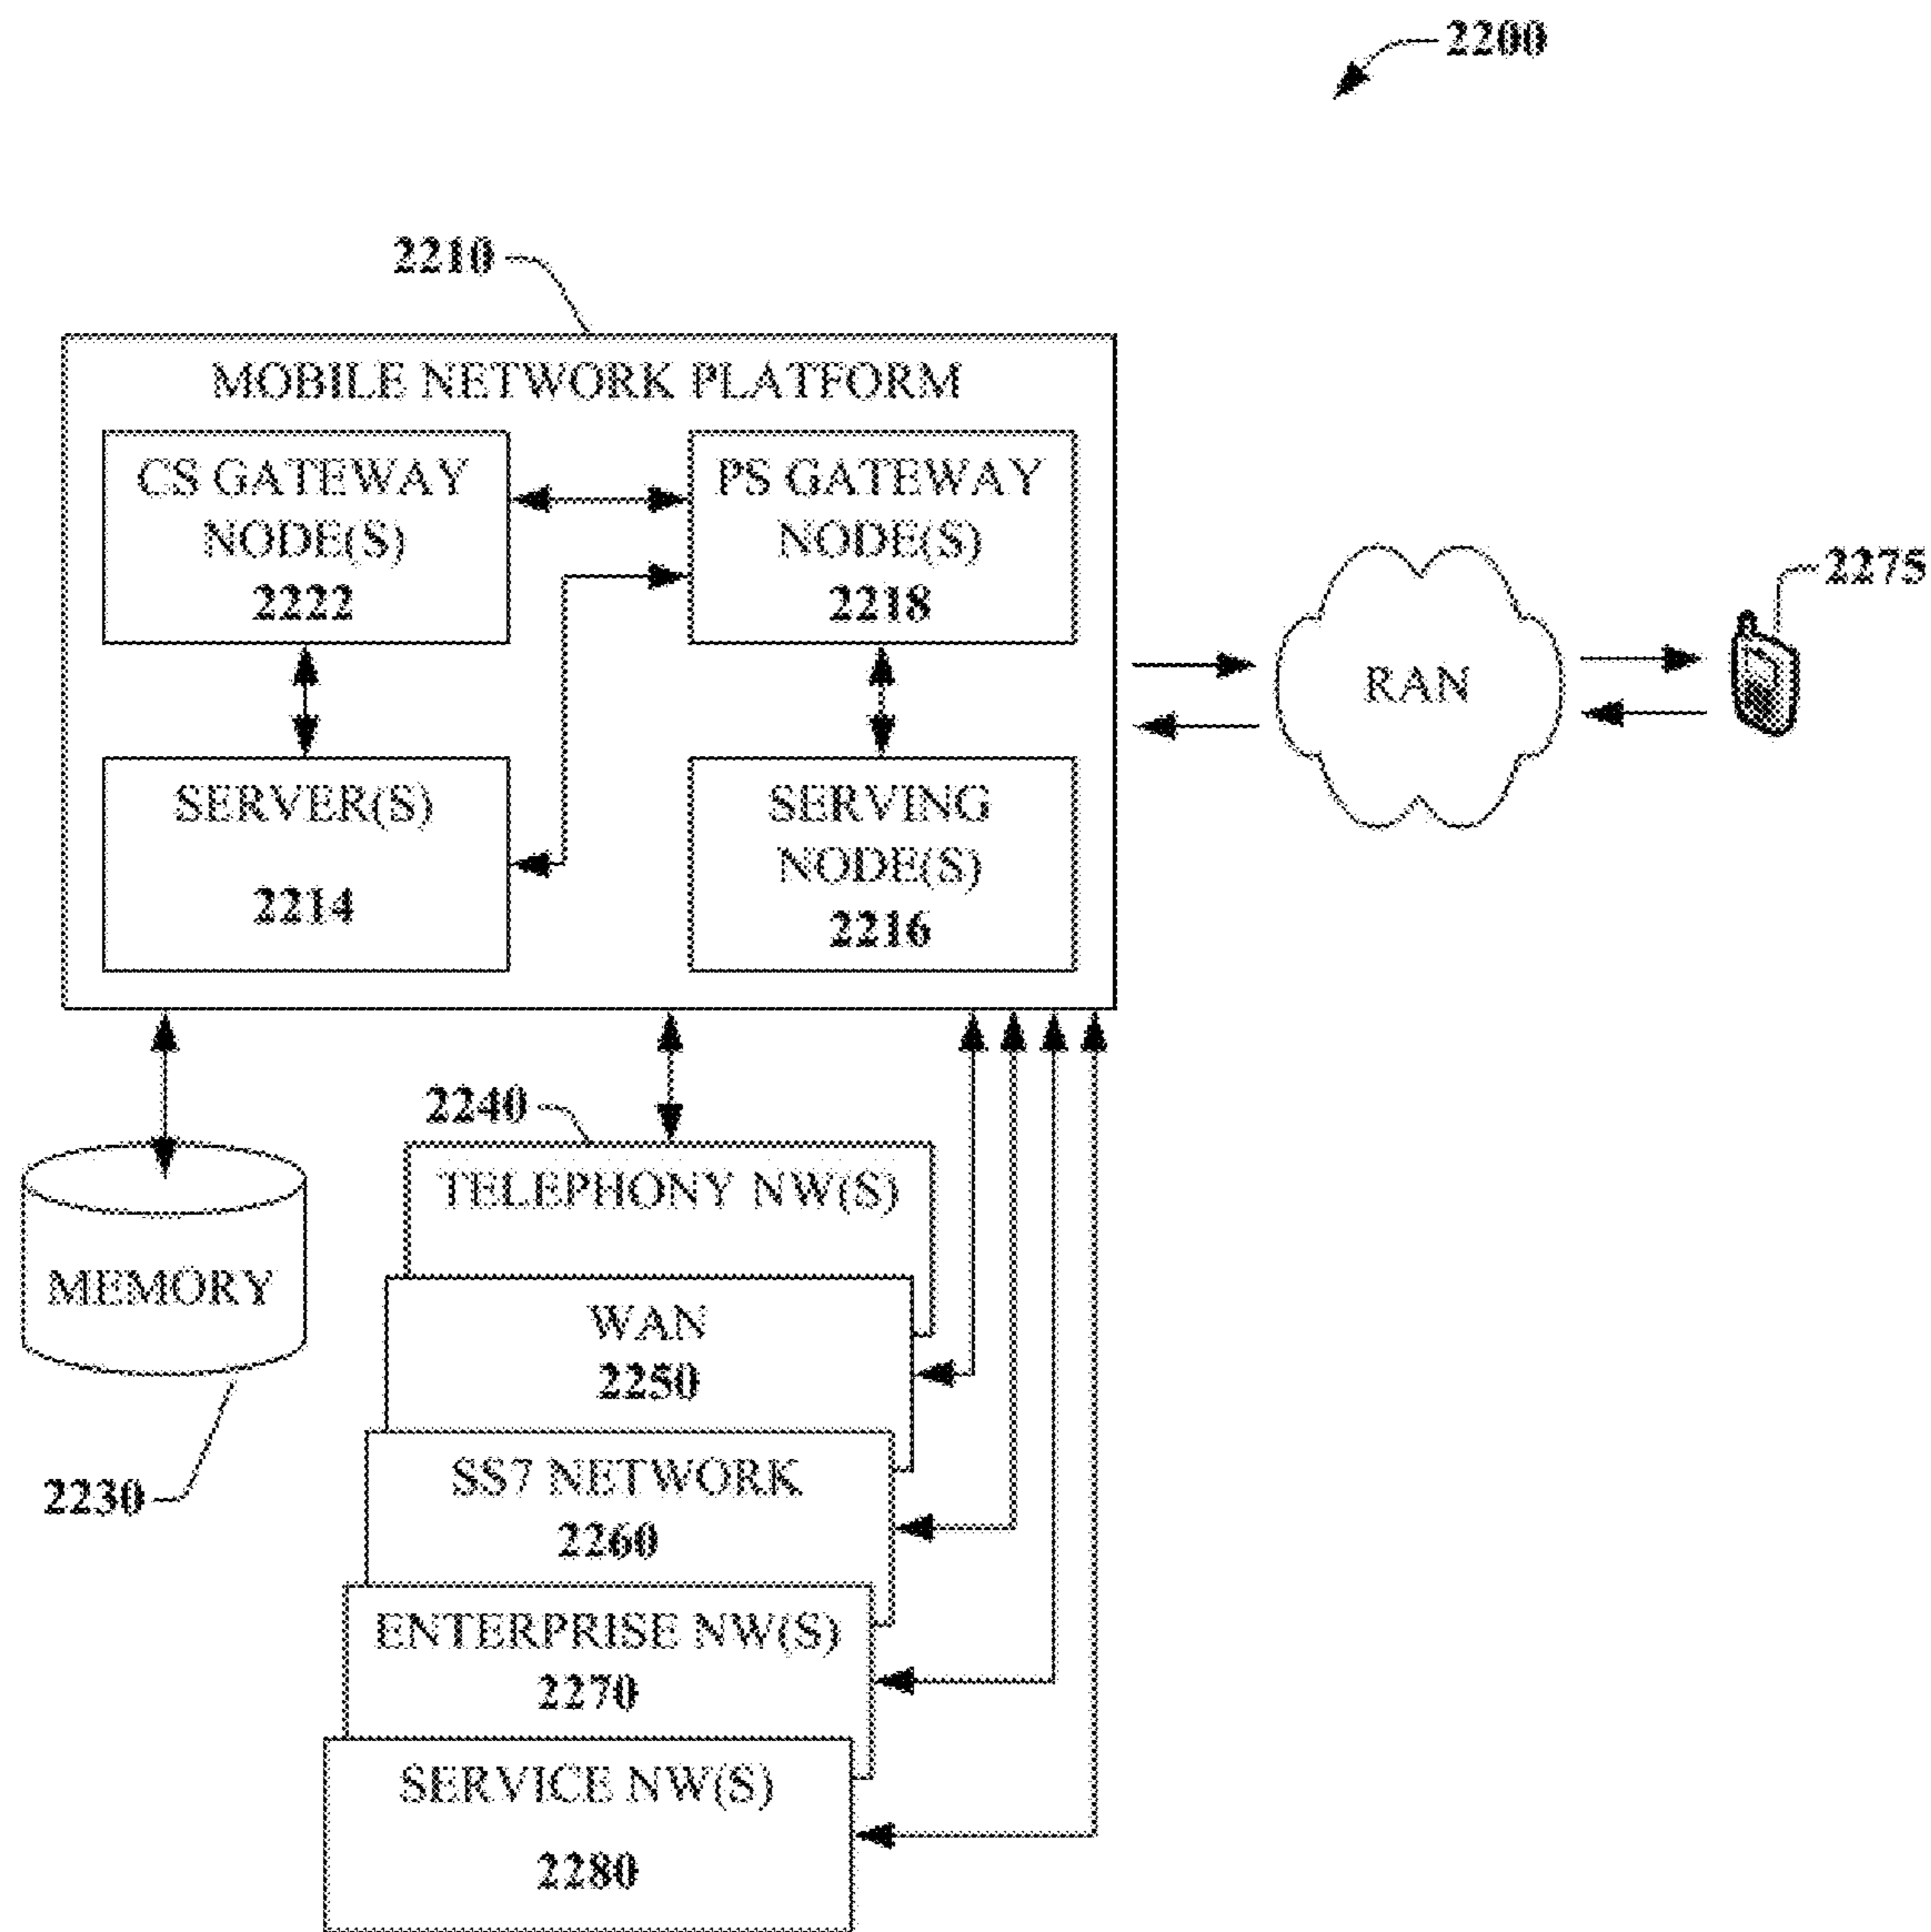 2200
2210
MOBILE NETWORK PLATFORM
CS GATEWAY
NODE(S)
2222
PS GATEWAY
NODE(S)
2218
SERVER(S)
2214
SERVING
NODE(S)
2216
RAN
2275
2240
TELEPHONY NW(S)
MEMORY
2230
WAN
2250
SS7 NETWORK
2260
ENTERPRISE NW(S)
2270
SERVICE NW(S)
2280